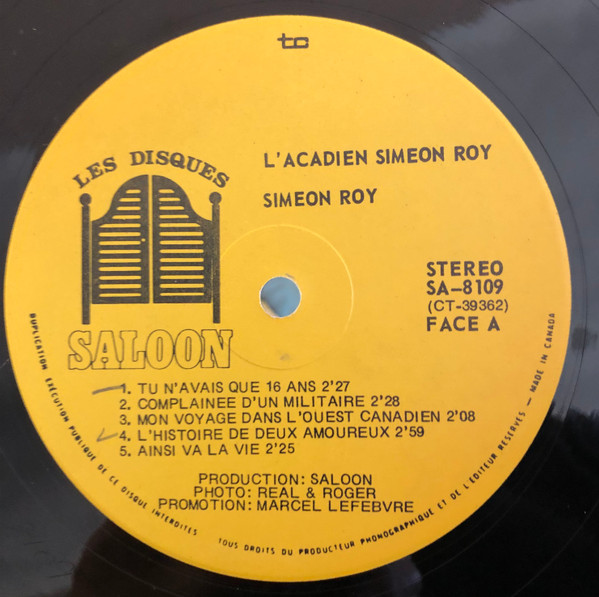 tc
L'ACADIEN SIMEON ROY
SIMEON ROY
LES DISQUES
SALOON
STEREO
SA-8109
(CT-39362)
FACE A
1. TU N'AVAIS QUE 16 ANS 2'27
2. COMPLAINEE D'UN MILITAIRE 2'28
3. MON VOYAGE DANS L'OUEST CANADIEN 2'08
4. L'HISTOIRE DE DEUX AMOUREUX 2'59
5. AINSI VA LA VIE 2'25
PRODUCTION: SALOON
PHOTO: REAL & ROGER
PROMOTION: MARCEL LEFEBVRE
DUPLICATION EXÉCUTION PUBLIQUE DE CE DISQUE INTERDITES TOUS DROITS DU PRODUCTEUR PHONOGRAPHIQUE ET DE L'EDITEUR RESERVES - MADE IN CANADA